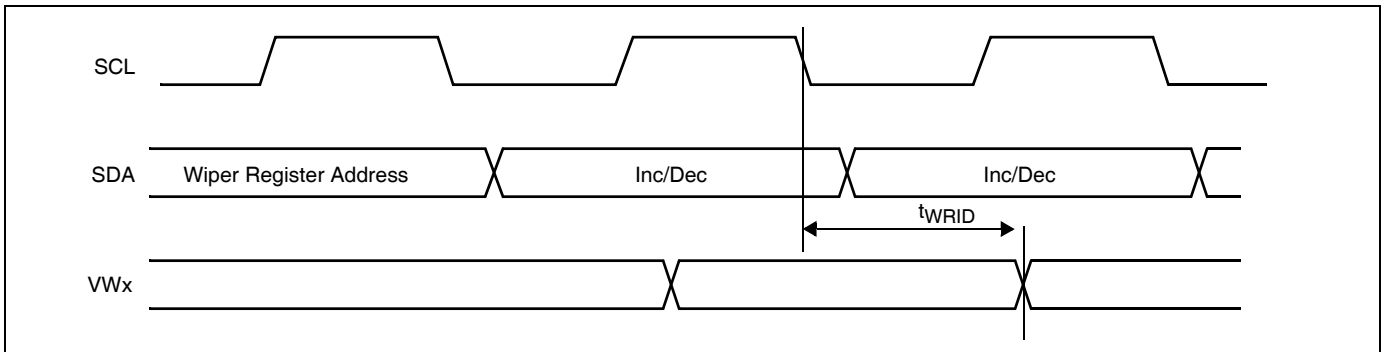 SCL
SDA Wiper Register Address Inc/Dec Inc/Dec
tWRID
VWx